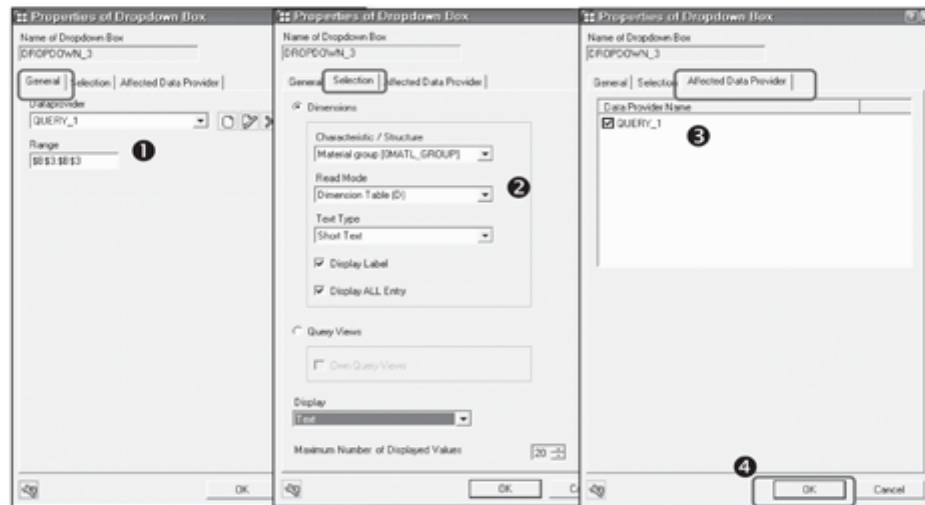 Properties of Dropdown Box
Name of Dropdown Box
DROPDOWN_3
General Selection Affected Data Provider
Dataprovider
QUERY_1
Range
$B$3:$B$3
1
OK
Properties of Dropdown Box
Name of Dropdown Box
DROPDOWN_3
General Selection Affected Data Provider
Dimensions
Characteristic / Structure
Material group [0MATL_GROUP]
Read Mode
Dimension Table (D)
2
Text Type
Short Text
Display Label
Display ALL Entry
Query Views
Own Query Views
Display
Text
Maximum Number of Displayed Values 20
OK
Properties of Dropdown Box
Name of Dropdown Box
DROPDOWN_3
General Selection Affected Data Provider
Data Provider Name
QUERY_1
3
4
OK Cancel